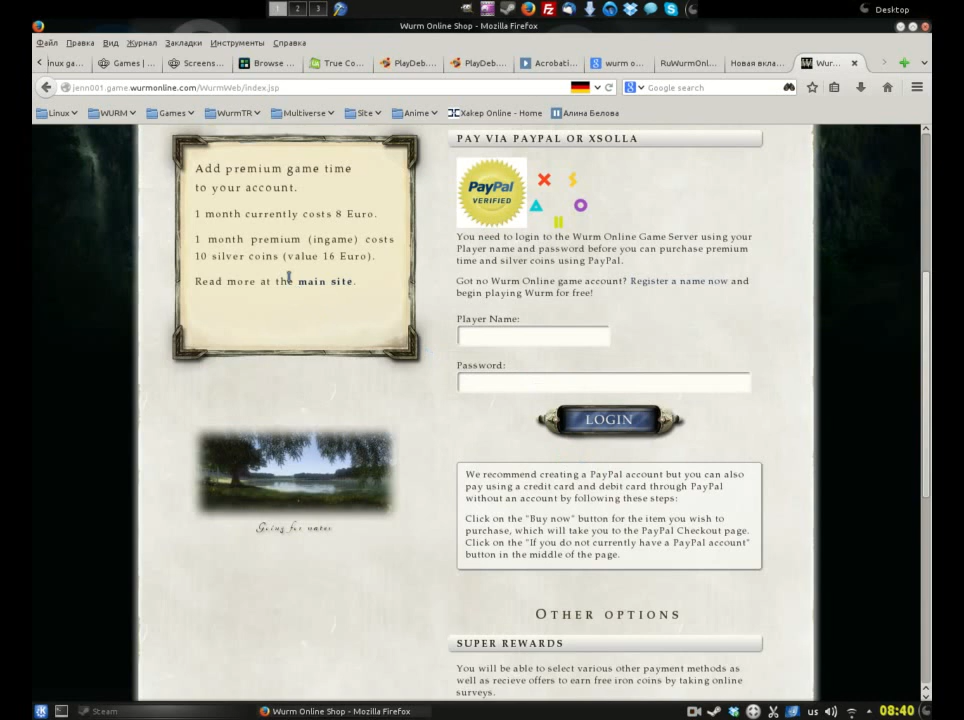 1 2 3
Desktop
Wurm Online Shop - Mozilla Firefox
Файл Правка Вид Журнал Закладки Инструменты Справка
inux ga... Games | ... Screens... Browse ... True Co... PlayDeb... PlayDeb... Acrobati... wurm o... RuWurmOnl... Новая вкла... Wur...
jenn001.game.wurmonline.com/WurmWeb/index.jsp
Google search
Linux WURM Games WurmTR Multiverse Site Anime Xakep Online - Home Алина Белова
PAY VIA PAYPAL OR XSOLLA
Add premium game time
to your account.
1 month currently costs 8 Euro.
1 month premium (ingame) costs
10 silver coins (value 16 Euro).
Read more at the main site.
PayPal
VERIFIED
You need to login to the Wurm Online Game Server using your
Player name and password before you can purchase premium
time and silver coins using PayPal.
Got no Wurm Online game account? Register a name now and
begin playing Wurm for free!
Player Name:
Password:
LOGIN
We recommend creating a PayPal account but you can also
pay using a credit card and debit card through PayPal
without an account by following these steps:
Click on the "Buy now" button for the item you wish to
purchase, which will take you to the PayPal Checkout page.
Click on the "If you do not currently have a PayPal account"
button in the middle of the page.
Going for water
OTHER OPTIONS
SUPER REWARDS
You will be able to select various other payment methods as
well as recieve offers to earn free iron coins by taking online
surveys.
Steam
Wurm Online Shop - Mozilla Firefox
us
08:40